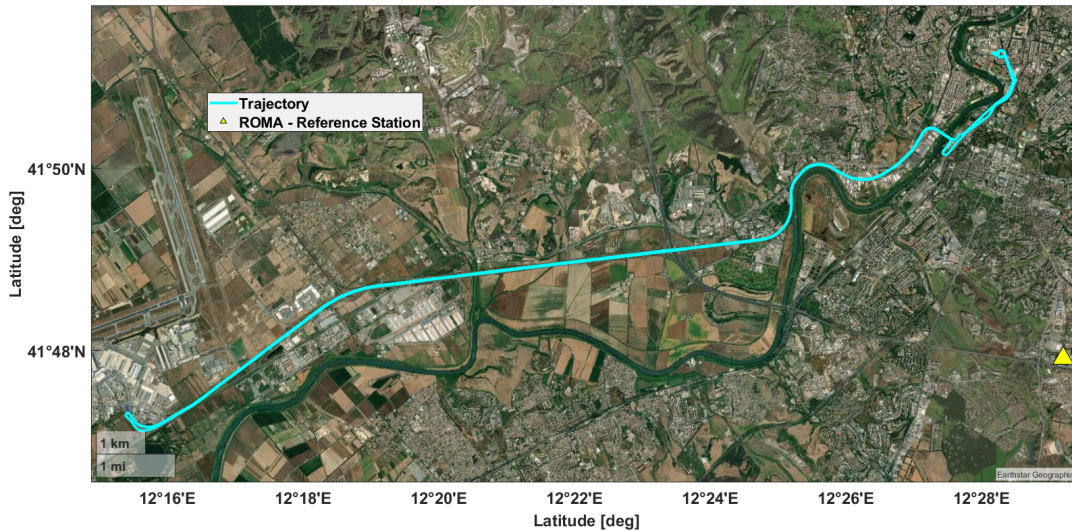 Trajectory
ROMA - Reference Station
41°50'N
Latitude [deg]
41°48'N
1 km
1 mi
Earthstar Geographic
12°16'E
12°18'E
12°20'E
12°22'E
12°24'E
12°26'E
12°28'E
Latitude [deg]